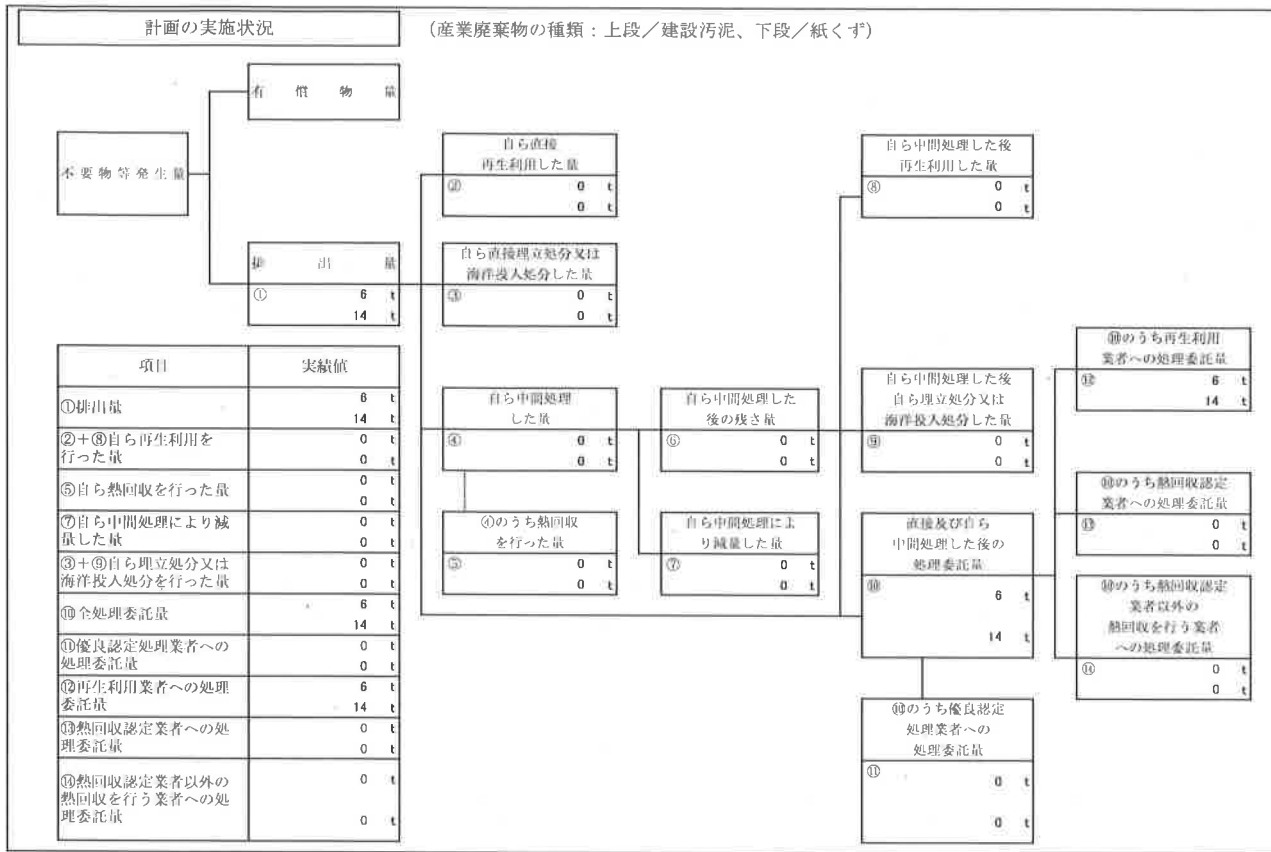 計画の実施状況
(産業廃棄物の種類：上段／建設汚泥、下段／紙くず)
有償物量
不要物等発生量
排出量
① 6 t
14 t
自ら直接
再生利用した量
② 0 t
0 t
自ら直接埋立処分又は
海洋投入処分した量
③ 0 t
0 t
自ら中間処理した後
再生利用した量
⑧ 0 t
0 t
自ら中間処理
した量
④ 0 t
0 t
④のうち熱回収
を行った量
⑤ 0 t
0 t
自ら中間処理した
後の残さ量
⑥ 0 t
0 t
自ら中間処理によ
り減量した量
⑦ 0 t
0 t
自ら中間処理した後
自ら埋立処分又は
海洋投入処分した量
⑨ 0 t
0 t
直接及び自ら
中間処理した後の
処理委託量
⑩ 6 t
14 t
⑩のうち優良認定
処理業者への
処理委託量
⑪ 0 t
0 t
⑩のうち再生利用
業者への処理委託量
⑫ 6 t
14 t
⑩のうち熱回収認定
業者への処理委託量
⑬ 0 t
0 t
⑩のうち熱回収認定
業者以外の
熱回収を行う業者
への処理委託量
⑭ 0 t
0 t
項目 実績値
①排出量 6 t
14 t
②＋⑧自ら再生利用を 0 t
行った量 0 t
⑤自ら熱回収を行った量 0 t
0 t
⑦自ら中間処理により減 0 t
量した量 0 t
③＋⑨自ら埋立処分又は 0 t
海洋投入処分を行った量 0 t
⑩全処理委託量 6 t
14 t
⑪優良認定処理業者への 0 t
処理委託量 0 t
⑫再生利用業者への処理 6 t
委託量 14 t
⑬熱回収認定業者への処 0 t
理委託量 0 t
⑭熱回収認定業者以外の 0 t
熱回収を行う業者への処
理委託量 0 t